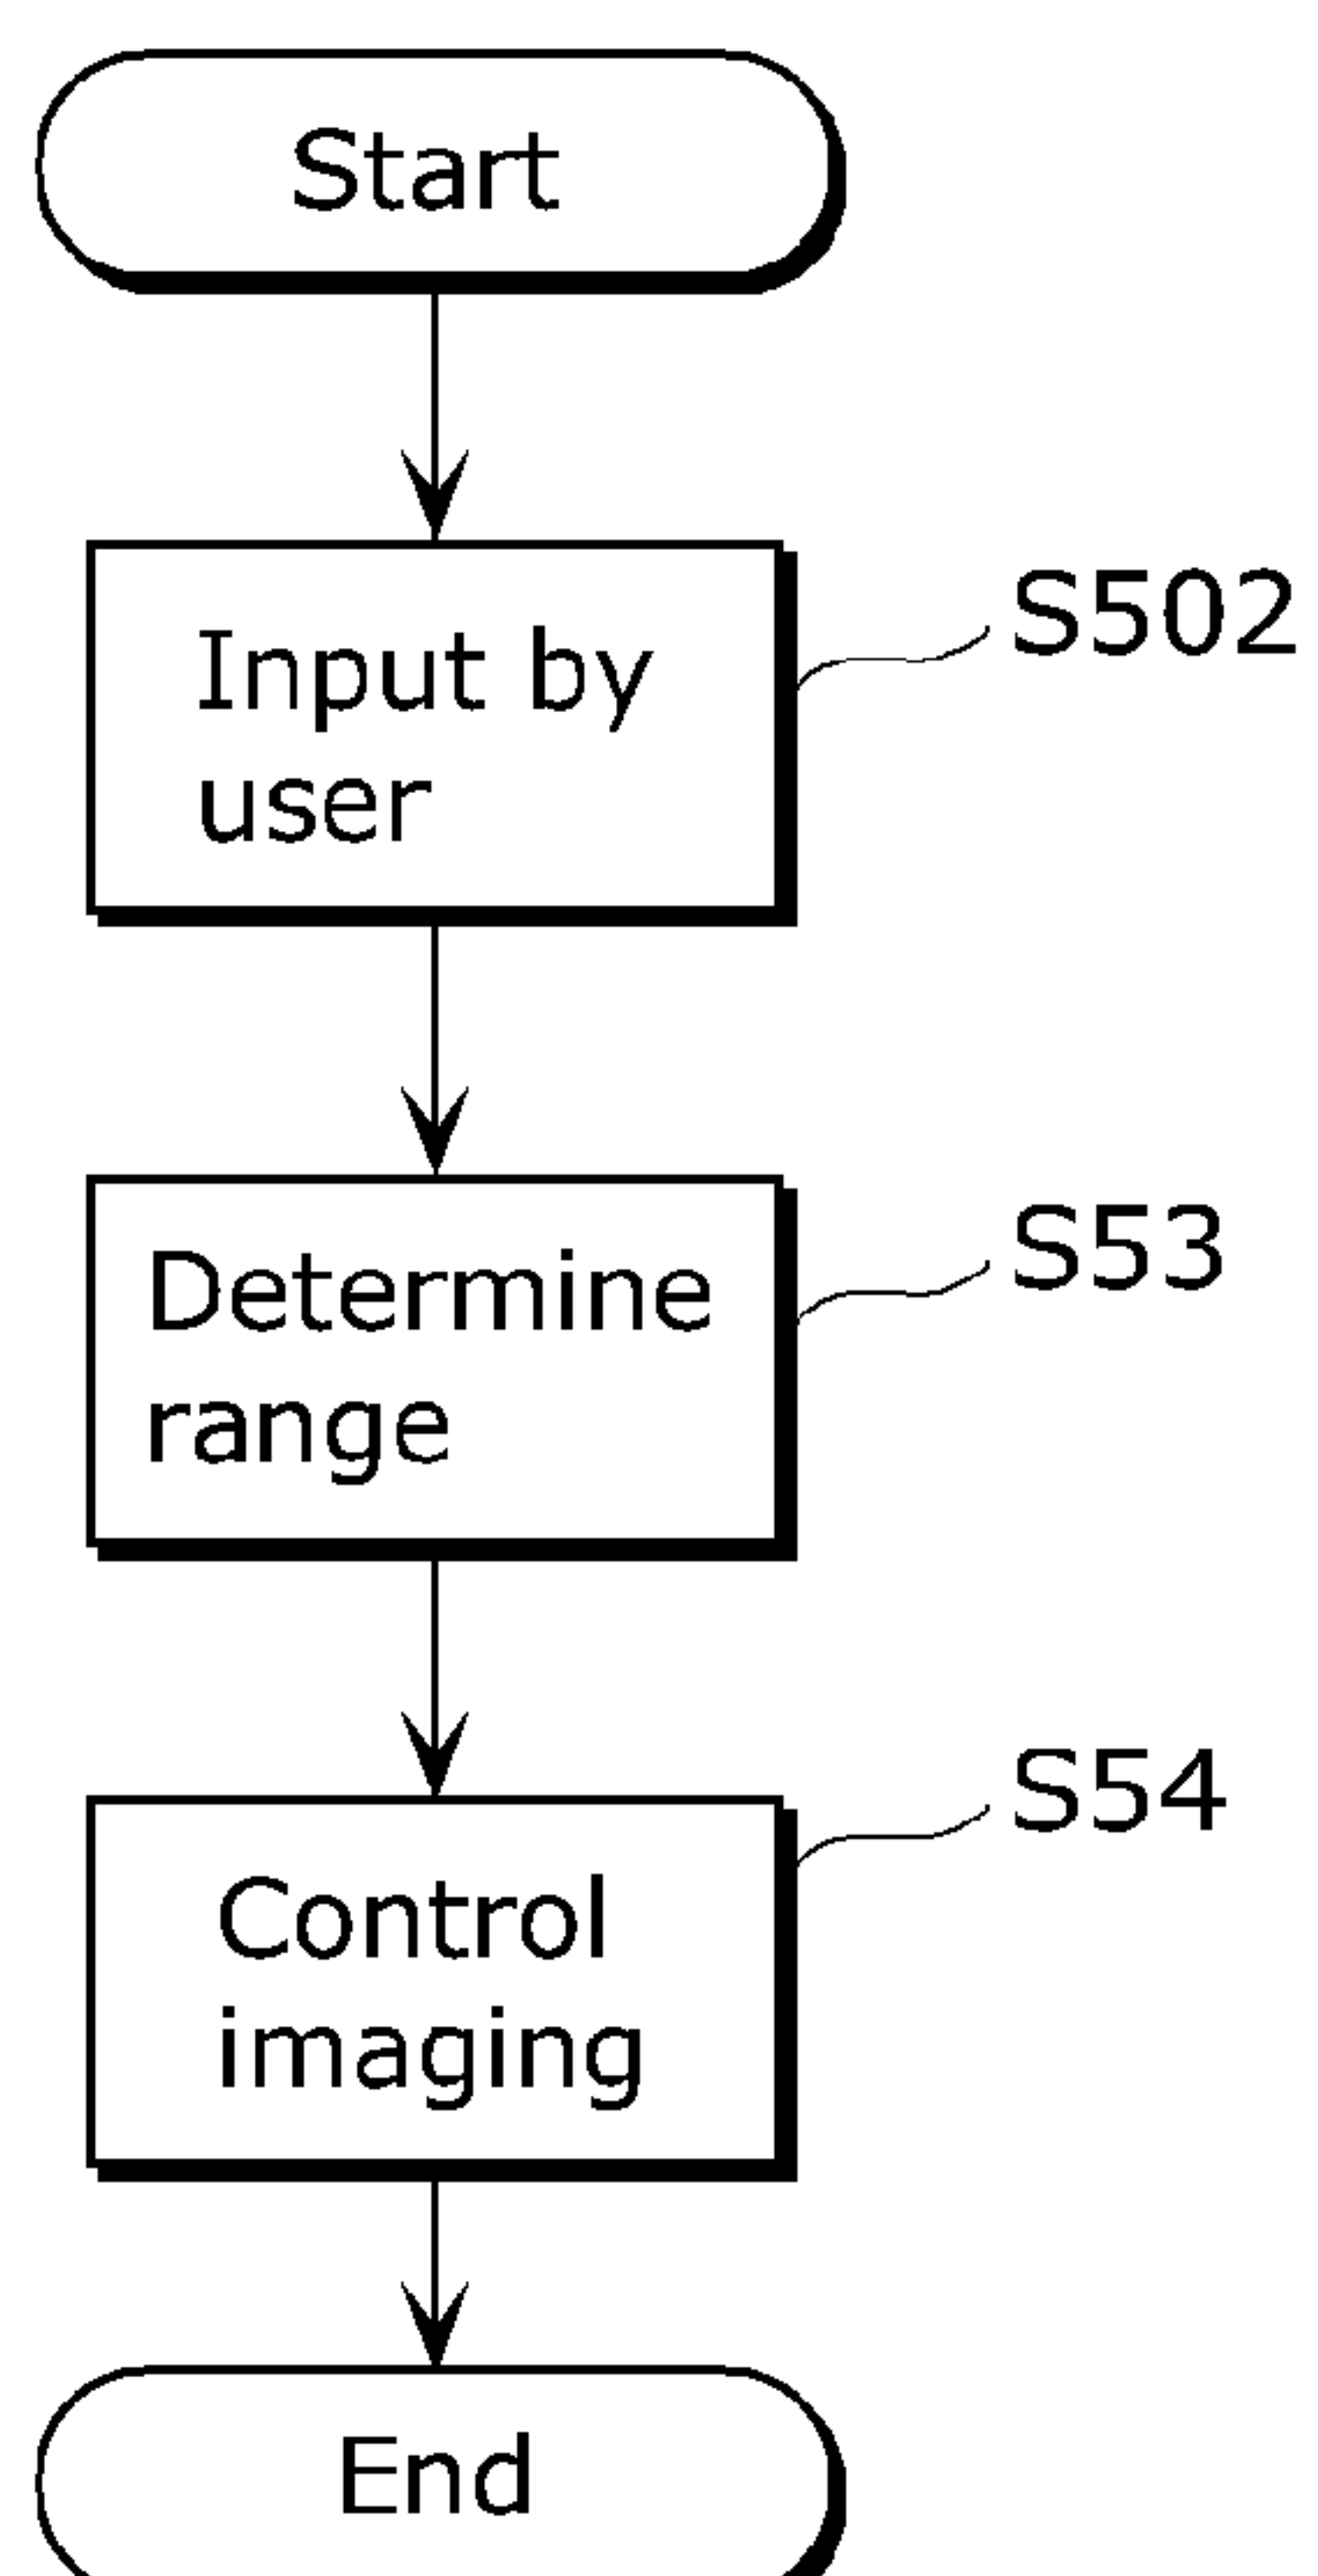 Start
Input by
user
S502
Determine
range
S53
Control
imaging
S54
End